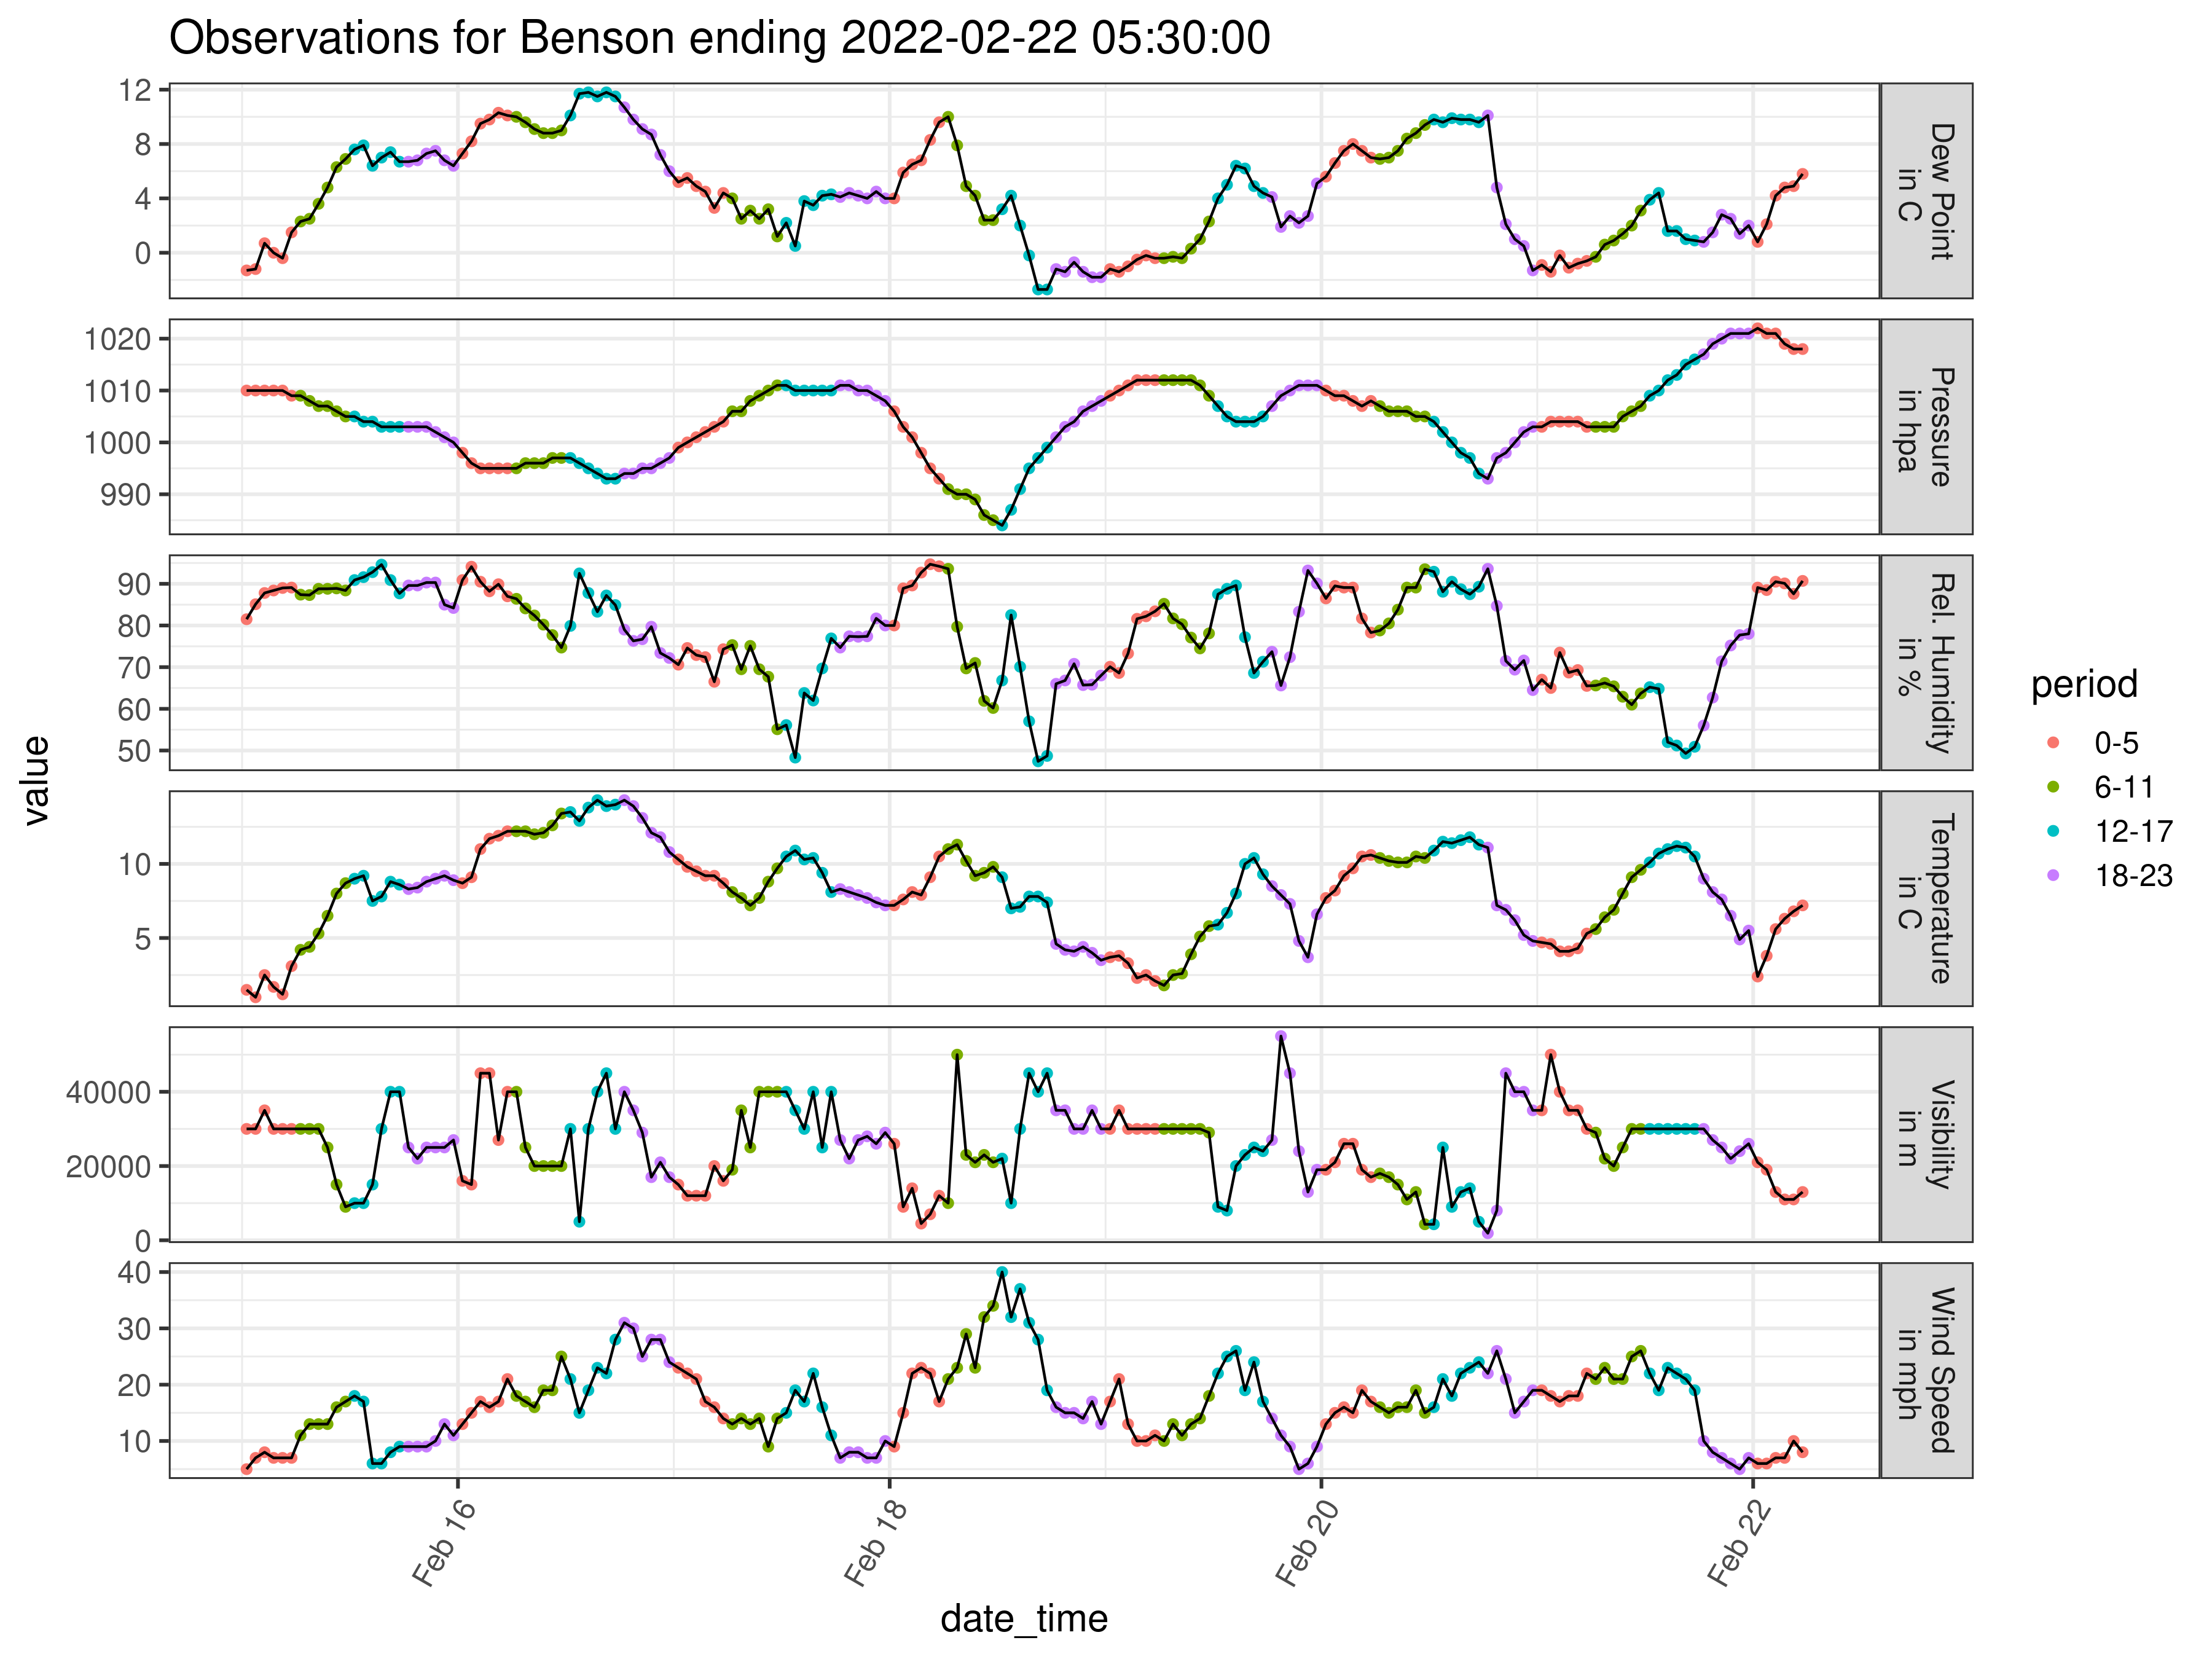 Observations for Benson ending 2022-02-22 05:30:00
value
12
8
4
0
Dew Point
in C
1020
1010
1000
990
Pressure
in hpa
90
80
70
60
50
Rel. Humidity
in %
10
5
Temperature
in C
40000
20000
0
Visibility
in m
40
30
20
10
Wind Speed
in mph
Feb 16
Feb 18
Feb 20
Feb 22
date_time
period
0-5
6-11
12-17
18-23